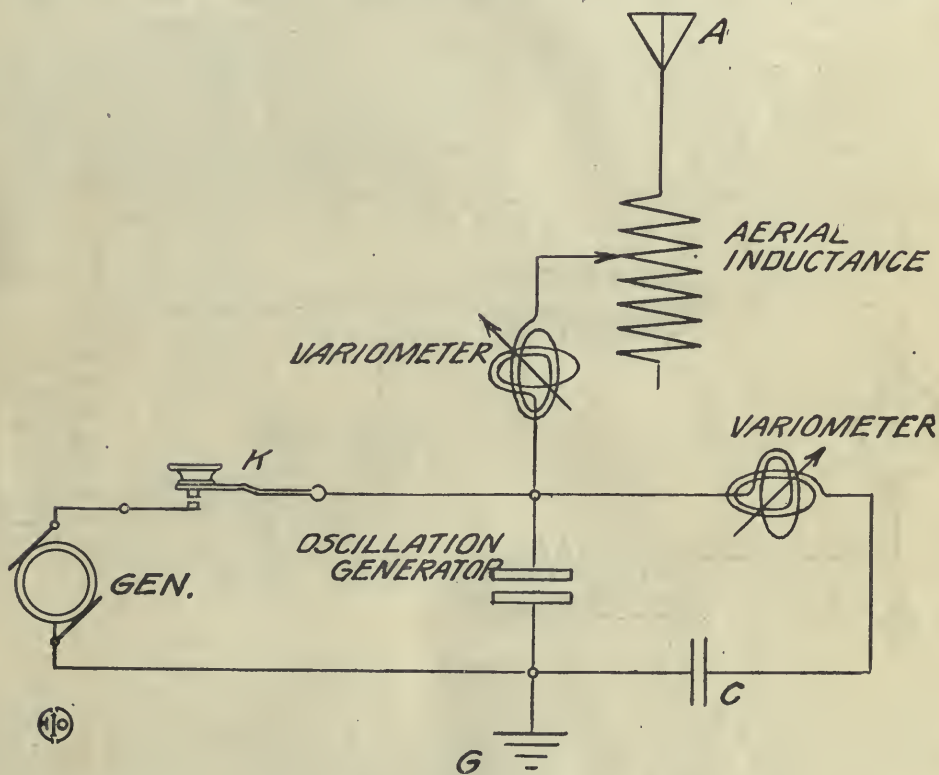 A
AERIAL
INDUCTANCE
VARIOMETER
VARIOMETER
K
OSCILLATION
GENERATOR
GEN.
C
G